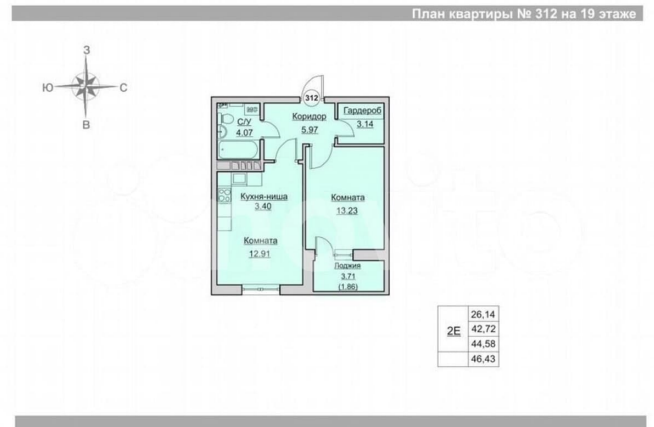 План квартиры № 312 на 19 этаже
З
Ю С
В
312
С/У
4.07
Коридор
5.97
Гардероб
3.14
Кухня-ниша
3.40
Комната
12.91
Комната
13.23
Лоджия
3.71
(1.86)
2Е
26,14
42,72
44,58
46,43